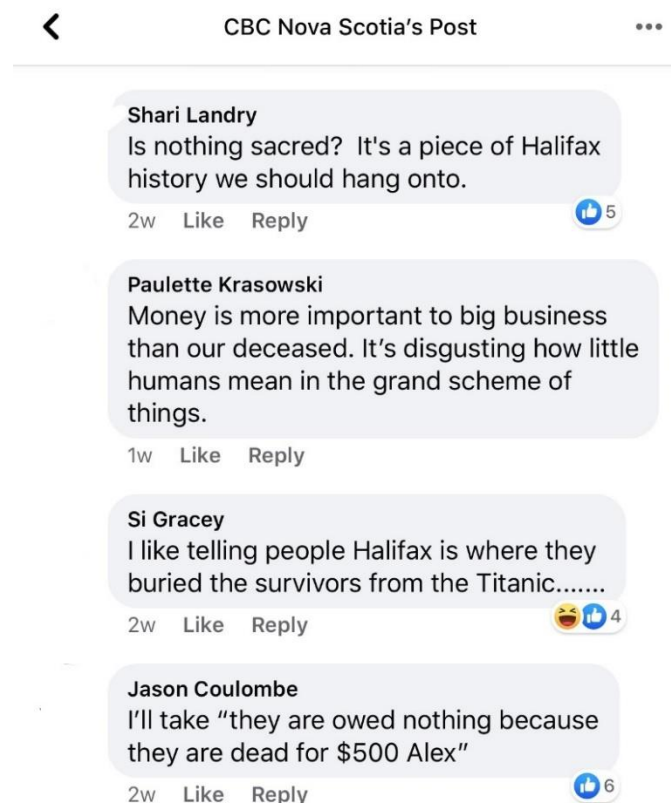 CBC Nova Scotia's Post
Shari Landry
Is nothing sacred?  It's a piece of Halifax
history we should hang onto.
2w Like Reply 5
Paulette Krasowski
Money is more important to big business
than our deceased. It’s disgusting how little
humans mean in the grand scheme of
things.
1w Like Reply
Si Gracey
I like telling people Halifax is where they
buried the survivors from the Titanic.......
2w Like Reply 4
Jason Coulombe
I’ll take “they are owed nothing because
they are dead for $500 Alex”
2w Like Reply 6